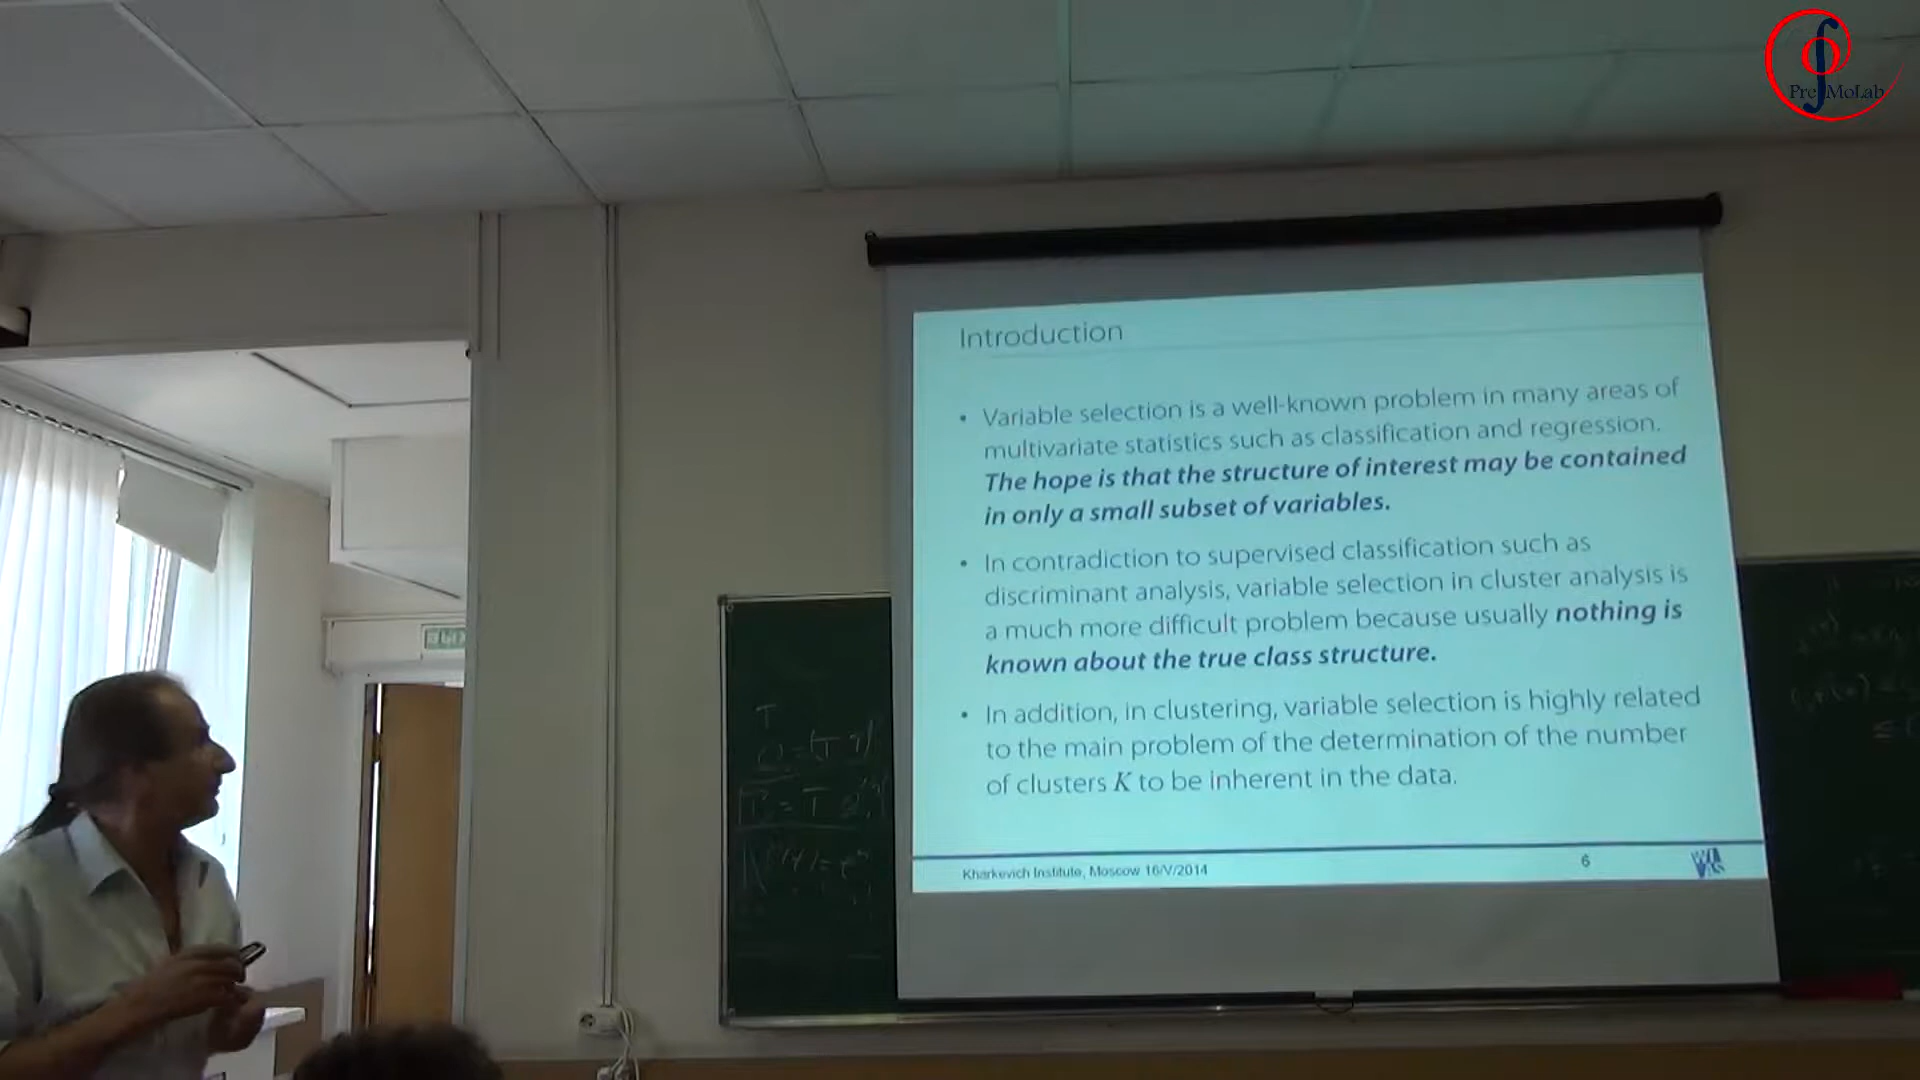 PreMoLab
Introduction
• Variable selection is a well-known problem in many areas of
multivariate statistics such as classification and regression.
The hope is that the structure of interest may be contained
in only a small subset of variables.
• In contradiction to supervised classification such as
discriminant analysis, variable selection in cluster analysis is
a much more difficult problem because usually nothing is
known about the true class structure.
• In addition, in clustering, variable selection is highly related
to the main problem of the determination of the number
of clusters K to be inherent in the data.
Kharkevich Institute, Moscow 16/V/2014
6